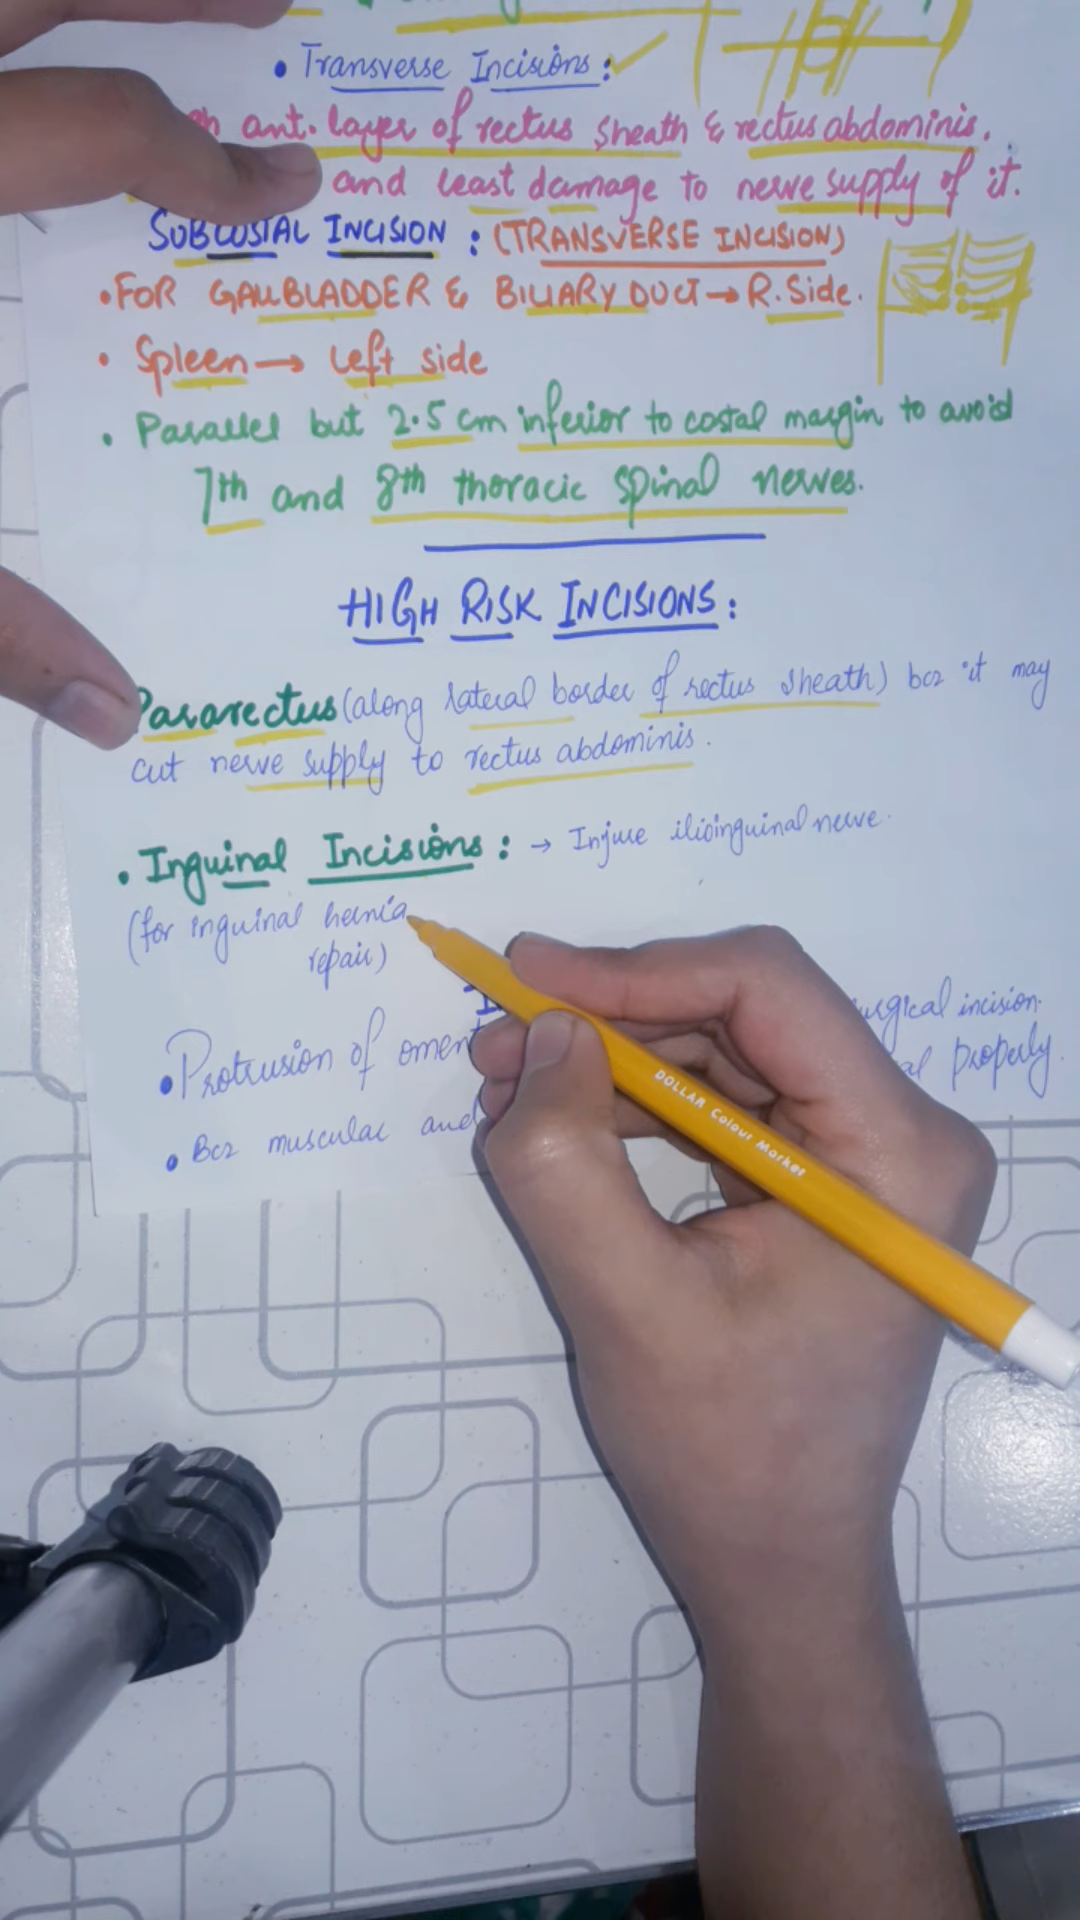 • Transverse Incisions:
ant. layer of rectus sheath & rectus abdominis.
and least damage to nerve supply of it.
SUBCOSTAL INCISION : (TRANSVERSE INCISION)
• FOR GALLBLADDER & BILIARY DUCT → R. Side.
• Spleen → left side
• Parallel but 2.5 cm inferior to costal margin to avoid
7th and 8th thoracic spinal nerves.
HIGH RISK INCISIONS:
Pararectus (along lateral border of rectus sheath) bcz it may
cut nerve supply to rectus abdominis.
• Inguinal Incisions: → Injure ilioinguinal nerve.
(for inguinal hernia
repair)
surgical incision.
• Protrusion of
properly.
• Bcz muscular and
DOLLAR Colour Marker